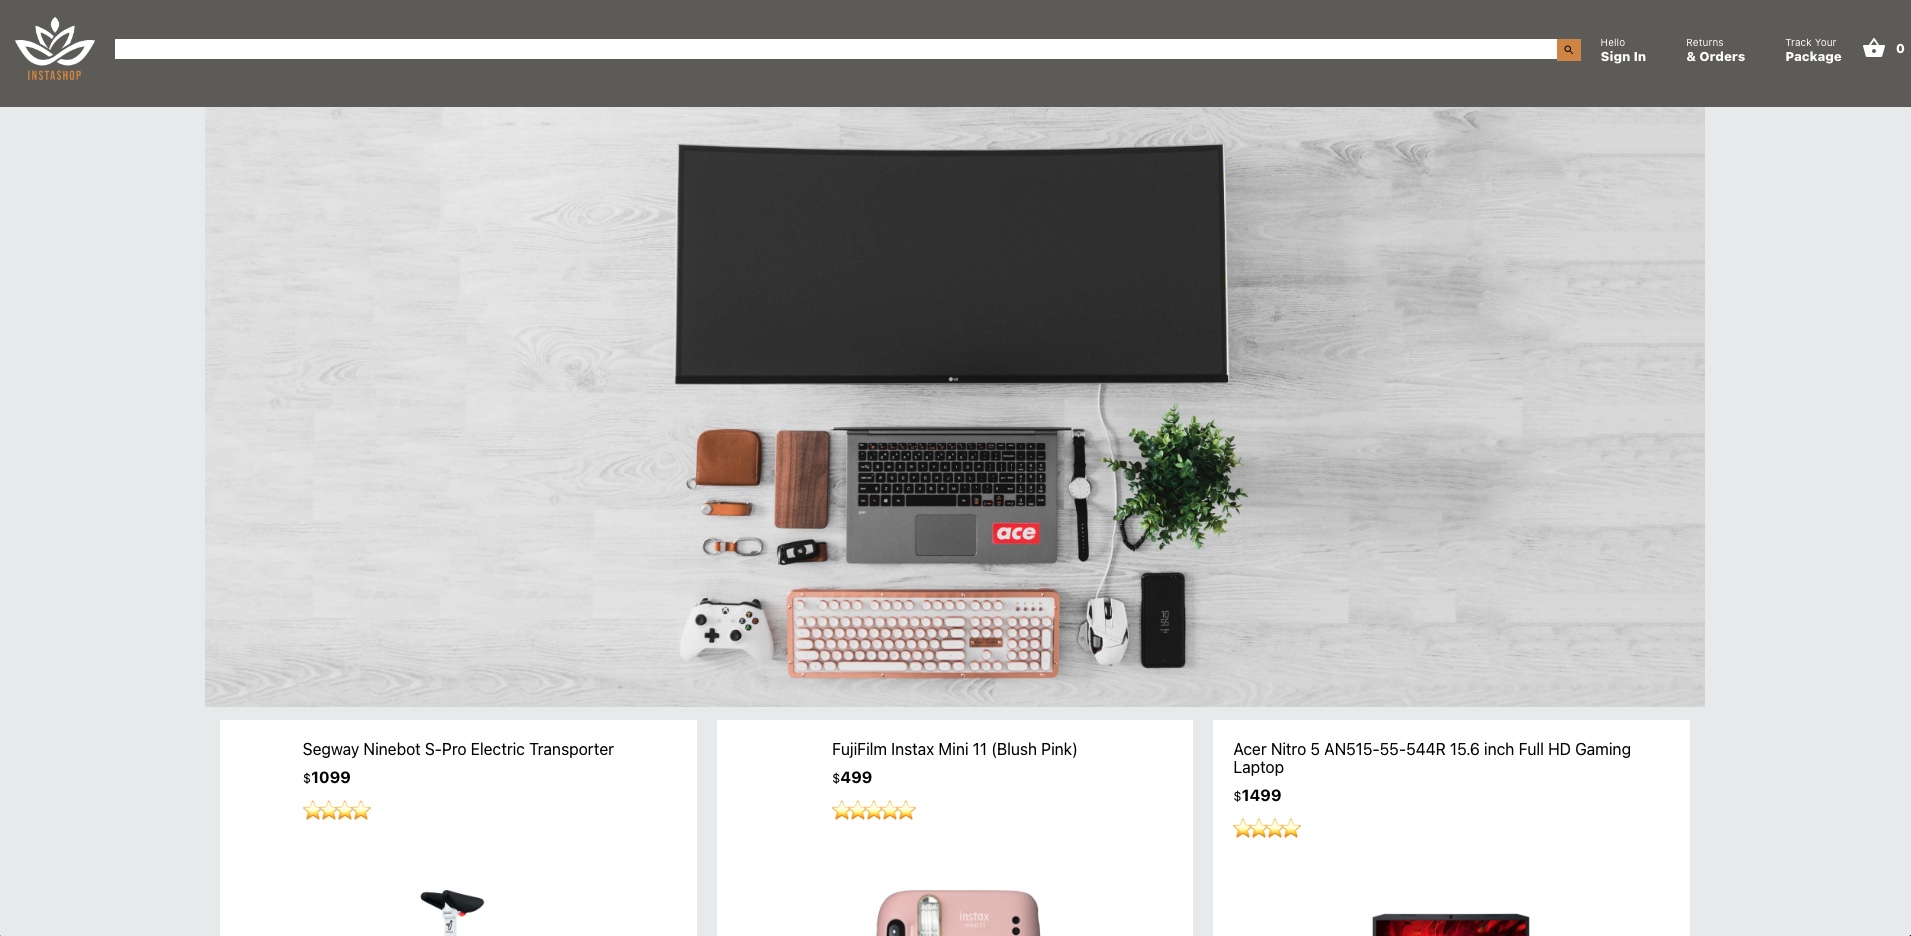 INSTASHOP
Hello
Sign In
Returns
& Orders
Track Your
Package
0
ace
Segway Ninebot S-Pro Electric Transporter
$1099
FujiFilm Instax Mini 11 (Blush Pink)
$499
Acer Nitro 5 AN515-55-544R 15.6 inch Full HD Gaming
Laptop
$1499
instax
mini 11